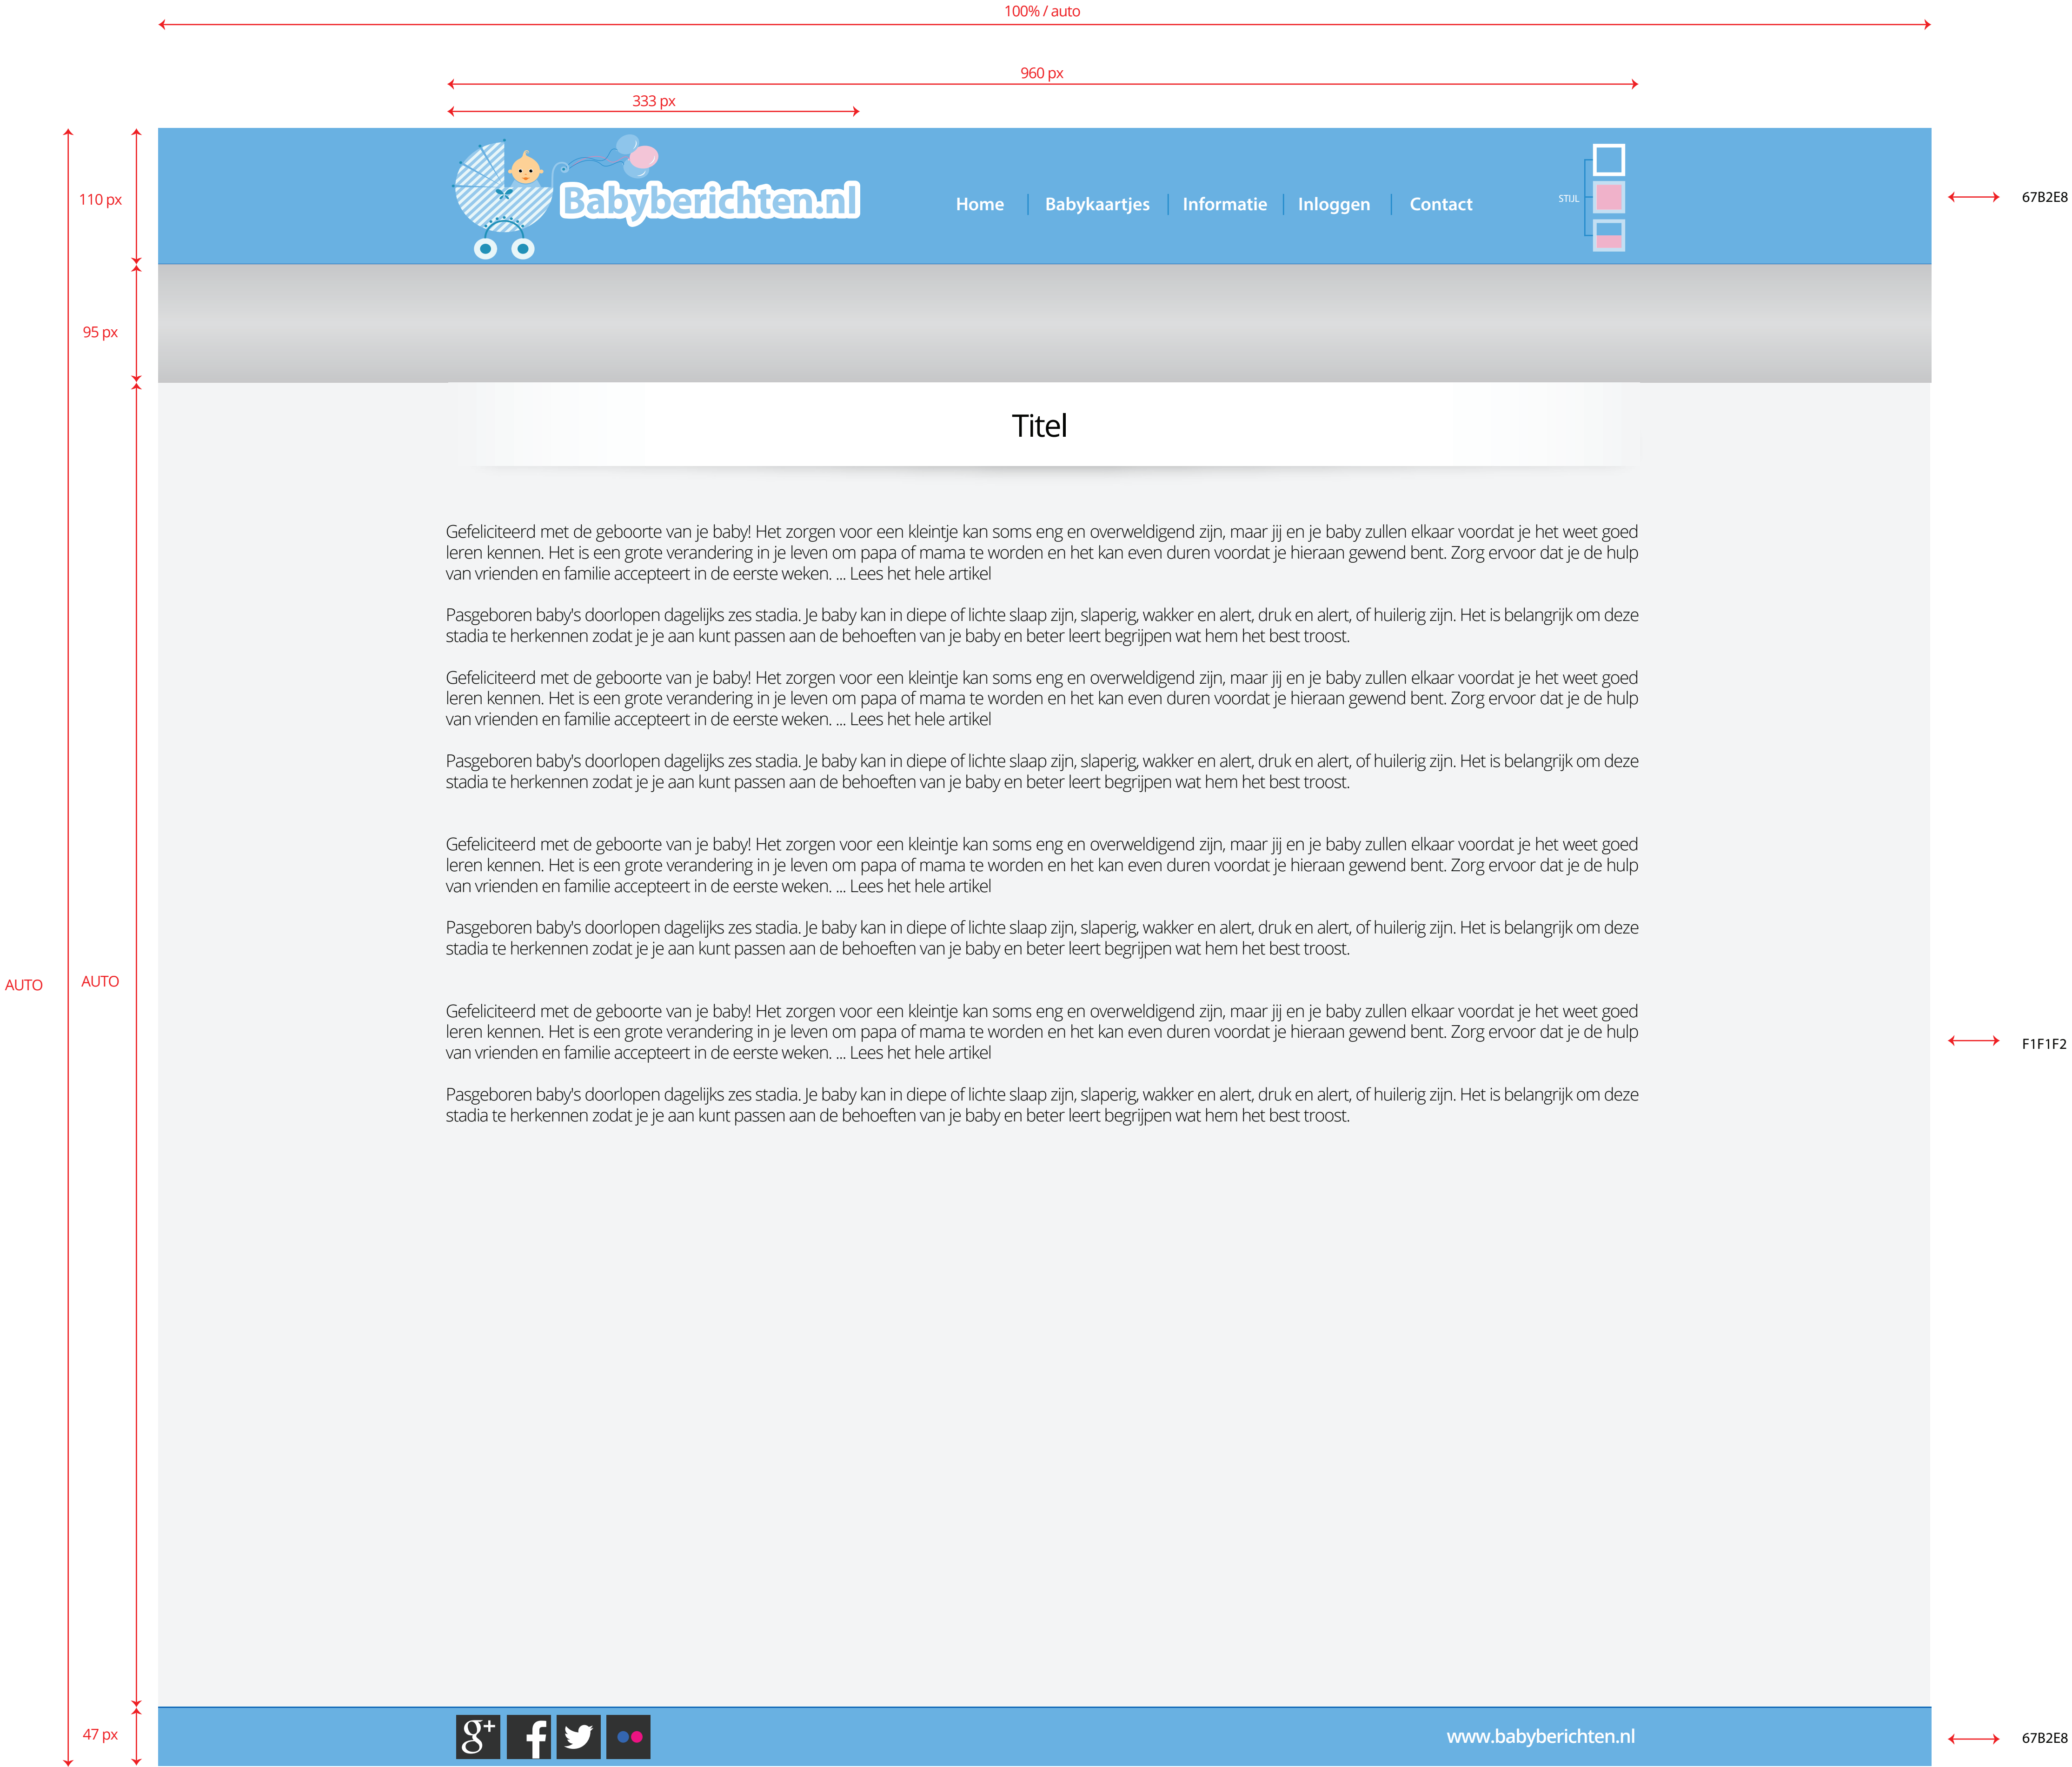 100% / auto
960 px
333 px
110 px
Babyberichten.nl
Home
Babykaartjes
Informatie
Inloggen
Contact
STIJL
67B2E8
95 px
Titel
Gefeliciteerd met de geboorte van je baby! Het zorgen voor een kleintje kan soms eng en overweldigend zijn, maar jij en je baby zullen elkaar voordat je het weet goed
leren kennen. Het is een grote verandering in je leven om papa of mama te worden en het kan even duren voordat je hieraan gewend bent. Zorg ervoor dat je de hulp
van vrienden en familie accepteert in de eerste weken. ... Lees het hele artikel
Pasgeboren baby's doorlopen dagelijks zes stadia. Je baby kan in diepe of lichte slaap zijn, slaperig, wakker en alert, druk en alert, of huilerig zijn. Het is belangrijk om deze
stadia te herkennen zodat je je aan kunt passen aan de behoeften van je baby en beter leert begrijpen wat hem het best troost.
Gefeliciteerd met de geboorte van je baby! Het zorgen voor een kleintje kan soms eng en overweldigend zijn, maar jij en je baby zullen elkaar voordat je het weet goed
leren kennen. Het is een grote verandering in je leven om papa of mama te worden en het kan even duren voordat je hieraan gewend bent. Zorg ervoor dat je de hulp
van vrienden en familie accepteert in de eerste weken. ... Lees het hele artikel
Pasgeboren baby's doorlopen dagelijks zes stadia. Je baby kan in diepe of lichte slaap zijn, slaperig, wakker en alert, druk en alert, of huilerig zijn. Het is belangrijk om deze
stadia te herkennen zodat je je aan kunt passen aan de behoeften van je baby en beter leert begrijpen wat hem het best troost.
Gefeliciteerd met de geboorte van je baby! Het zorgen voor een kleintje kan soms eng en overweldigend zijn, maar jij en je baby zullen elkaar voordat je het weet goed
leren kennen. Het is een grote verandering in je leven om papa of mama te worden en het kan even duren voordat je hieraan gewend bent. Zorg ervoor dat je de hulp
van vrienden en familie accepteert in de eerste weken. ... Lees het hele artikel
Pasgeboren baby's doorlopen dagelijks zes stadia. Je baby kan in diepe of lichte slaap zijn, slaperig, wakker en alert, druk en alert, of huilerig zijn. Het is belangrijk om deze
stadia te herkennen zodat je je aan kunt passen aan de behoeften van je baby en beter leert begrijpen wat hem het best troost.
AUTO
AUTO
Gefeliciteerd met de geboorte van je baby! Het zorgen voor een kleintje kan soms eng en overweldigend zijn, maar jij en je baby zullen elkaar voordat je het weet goed
leren kennen. Het is een grote verandering in je leven om papa of mama te worden en het kan even duren voordat je hieraan gewend bent. Zorg ervoor dat je de hulp
van vrienden en familie accepteert in de eerste weken. ... Lees het hele artikel
F1F1F2
Pasgeboren baby's doorlopen dagelijks zes stadia. Je baby kan in diepe of lichte slaap zijn, slaperig, wakker en alert, druk en alert, of huilerig zijn. Het is belangrijk om deze
stadia te herkennen zodat je je aan kunt passen aan de behoeften van je baby en beter leert begrijpen wat hem het best troost.
47 px
g+
f
www.babyberichten.nl
67B2E8